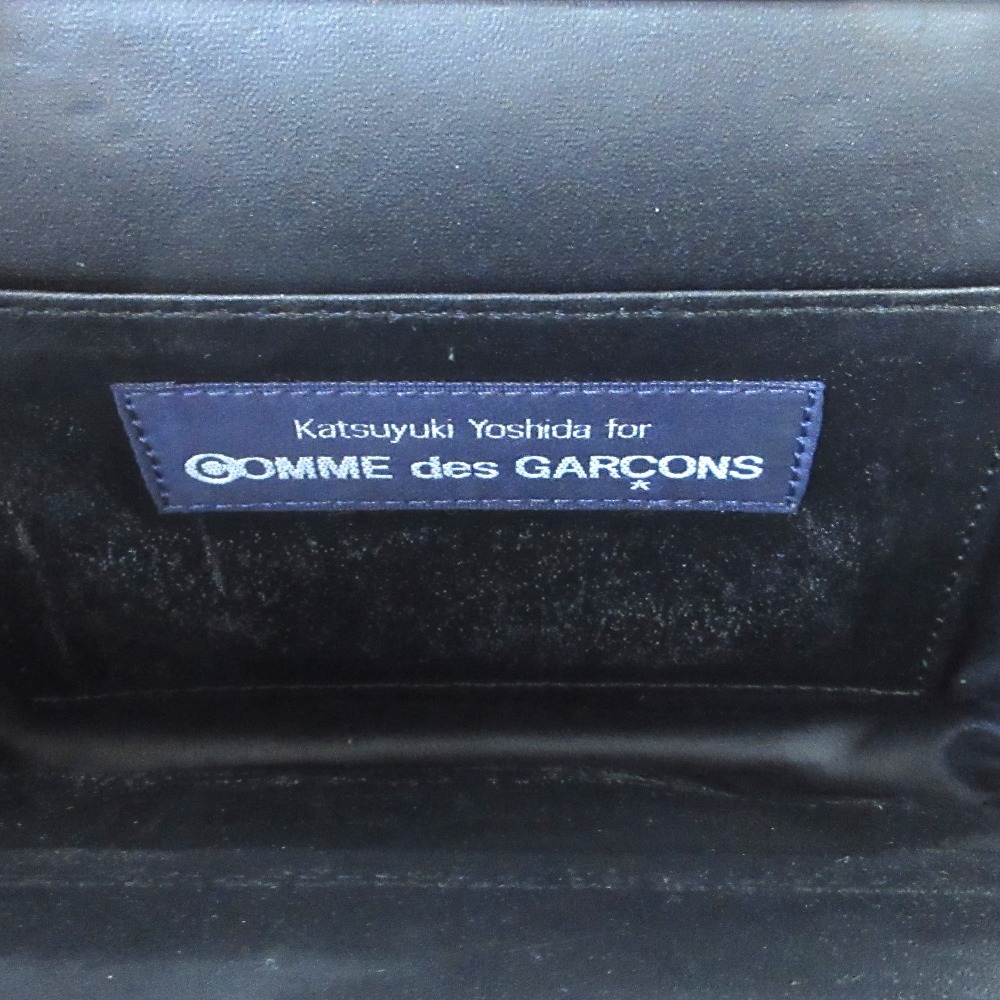 Katsuyuki Yoshida for
COMME des GARÇONS
*